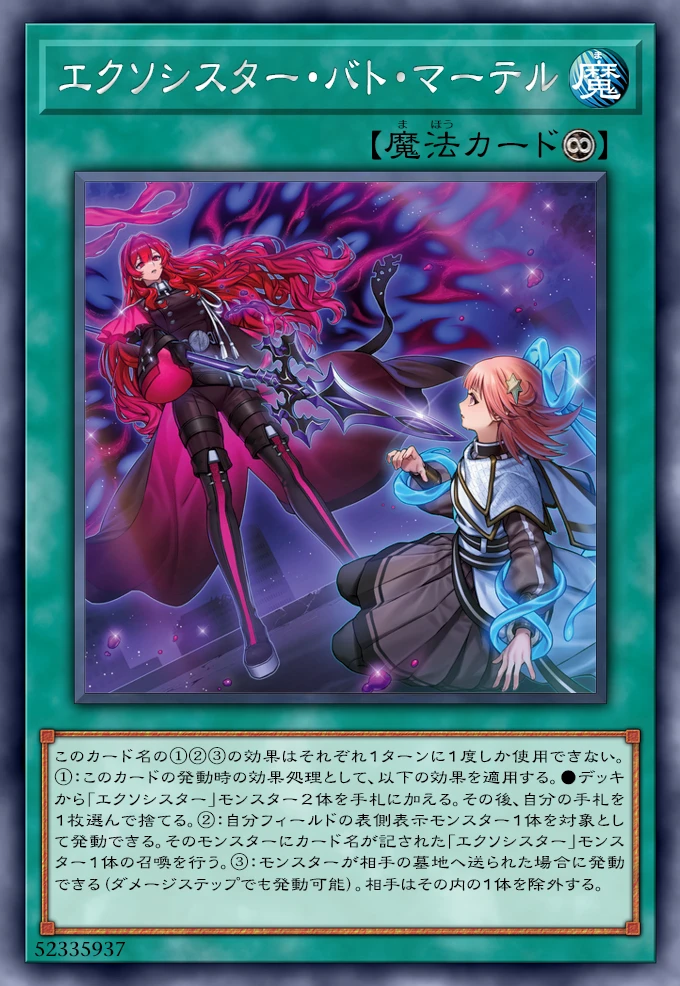 エクソシスター・バト・マーテル
魔
ま
【魔法カード】
ま ほう
このカード名の①②③の効果はそれぞれ1ターンに1度しか使用できない。
①：このカードの発動時の効果処理として、以下の効果を適用する。●デッキ
から「エクソシスター」モンスター２体を手札に加える。その後、自分の手札を
１枚選んで捨てる。②：自分フィールドの表側表示モンスター１体を対象とし
て発動できる。そのモンスターにカード名が記された「エクソシスター」モン
スター１体の召喚を行う。③：モンスターが相手の墓地へ送られた場合に発動
できる（ダメージステップでも発動可能）。相手はその内の1体を除外する。
52335937